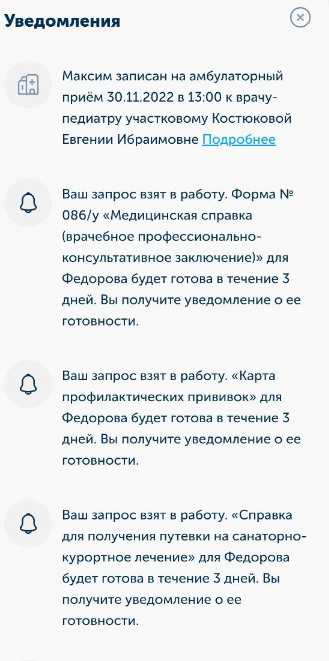 Уведомления
Максим записан на амбулаторный
приём 30.11.2022 в 13:00 к врачу-
педиатру участковому Костюковой
Евгении Ибраимовне Подробнее
Ваш запрос взят в работу. Форма №
086/у «Медицинская справка
(врачебное профессионально-
консультативное заключение)» для
Федорова будет готова в течение 3
дней. Вы получите уведомление о ее
готовности.
Ваш запрос взят в работу. «Карта
профилактических прививок» для
Федорова будет готова в течение 3
дней. Вы получите уведомление о ее
готовности.
Ваш запрос взят в работу. «Справка
для получения путевки на санаторно-
курортное лечение» для Федорова
будет готова в течение 3 дней. Вы
получите уведомление о ее
готовности.